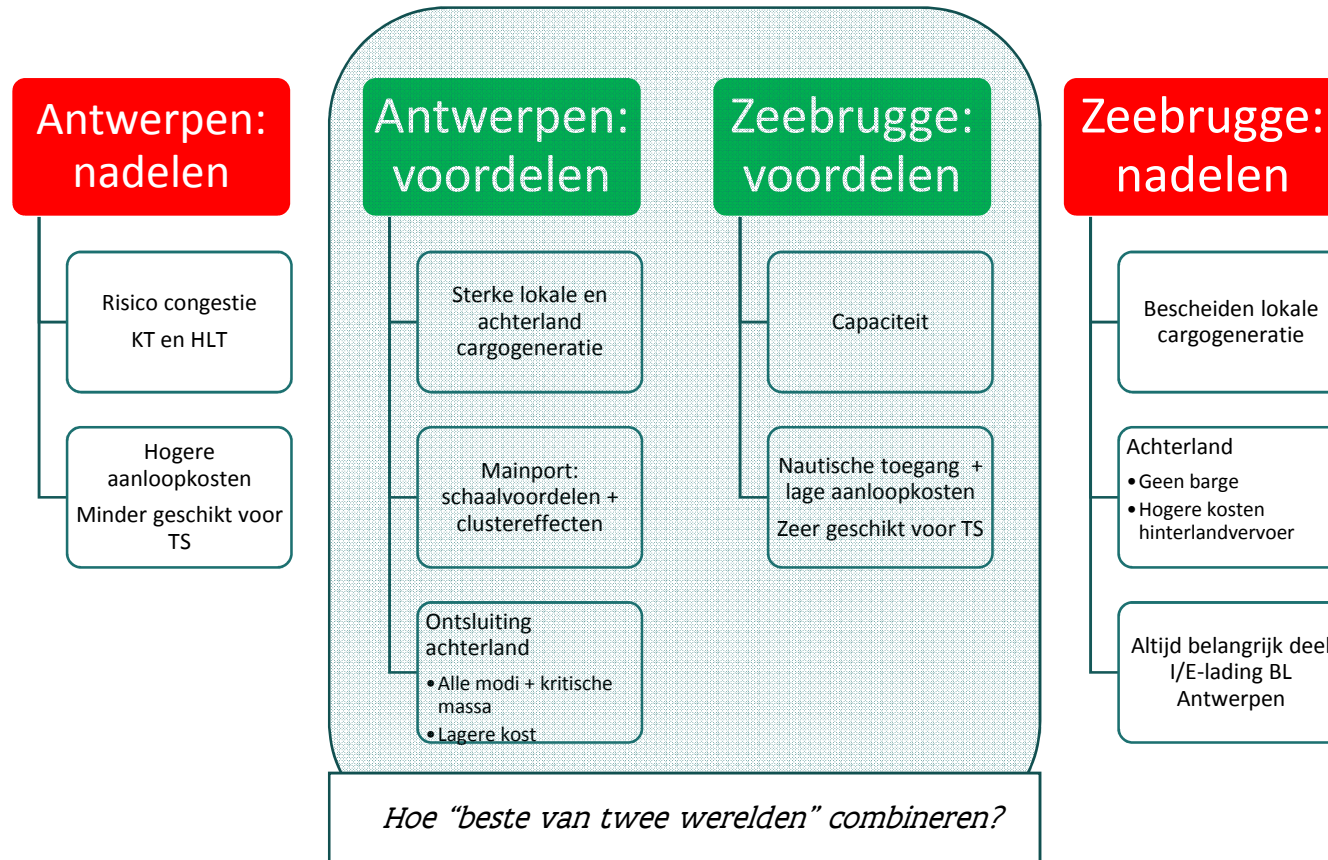 Antwerpen:
nadelen
Risico congestie
KT en HLT
Hogere
aanloopkosten
Minder geschikt voor
TS
Antwerpen:
voordelen
Sterke lokale en
achterland
cargogeneratie
Mainport:
schaalvoordelen +
clustereffecten
Ontsluiting
achterland
•Alle modi + kritische
massa
•Lagere kost
Zeebrugge:
voordelen
Capaciteit
Nautische toegang +
lage aanloopkosten
Zeer geschikt voor TS
Zeebrugge:
nadelen
Bescheiden lokale
cargogeneratie
Achterland
•Geen barge
•Hogere kosten
hinterlandvervoer
Altijd belangrijk deel
I/E-lading BL
Antwerpen
Hoe “beste van twee werelden” combineren?